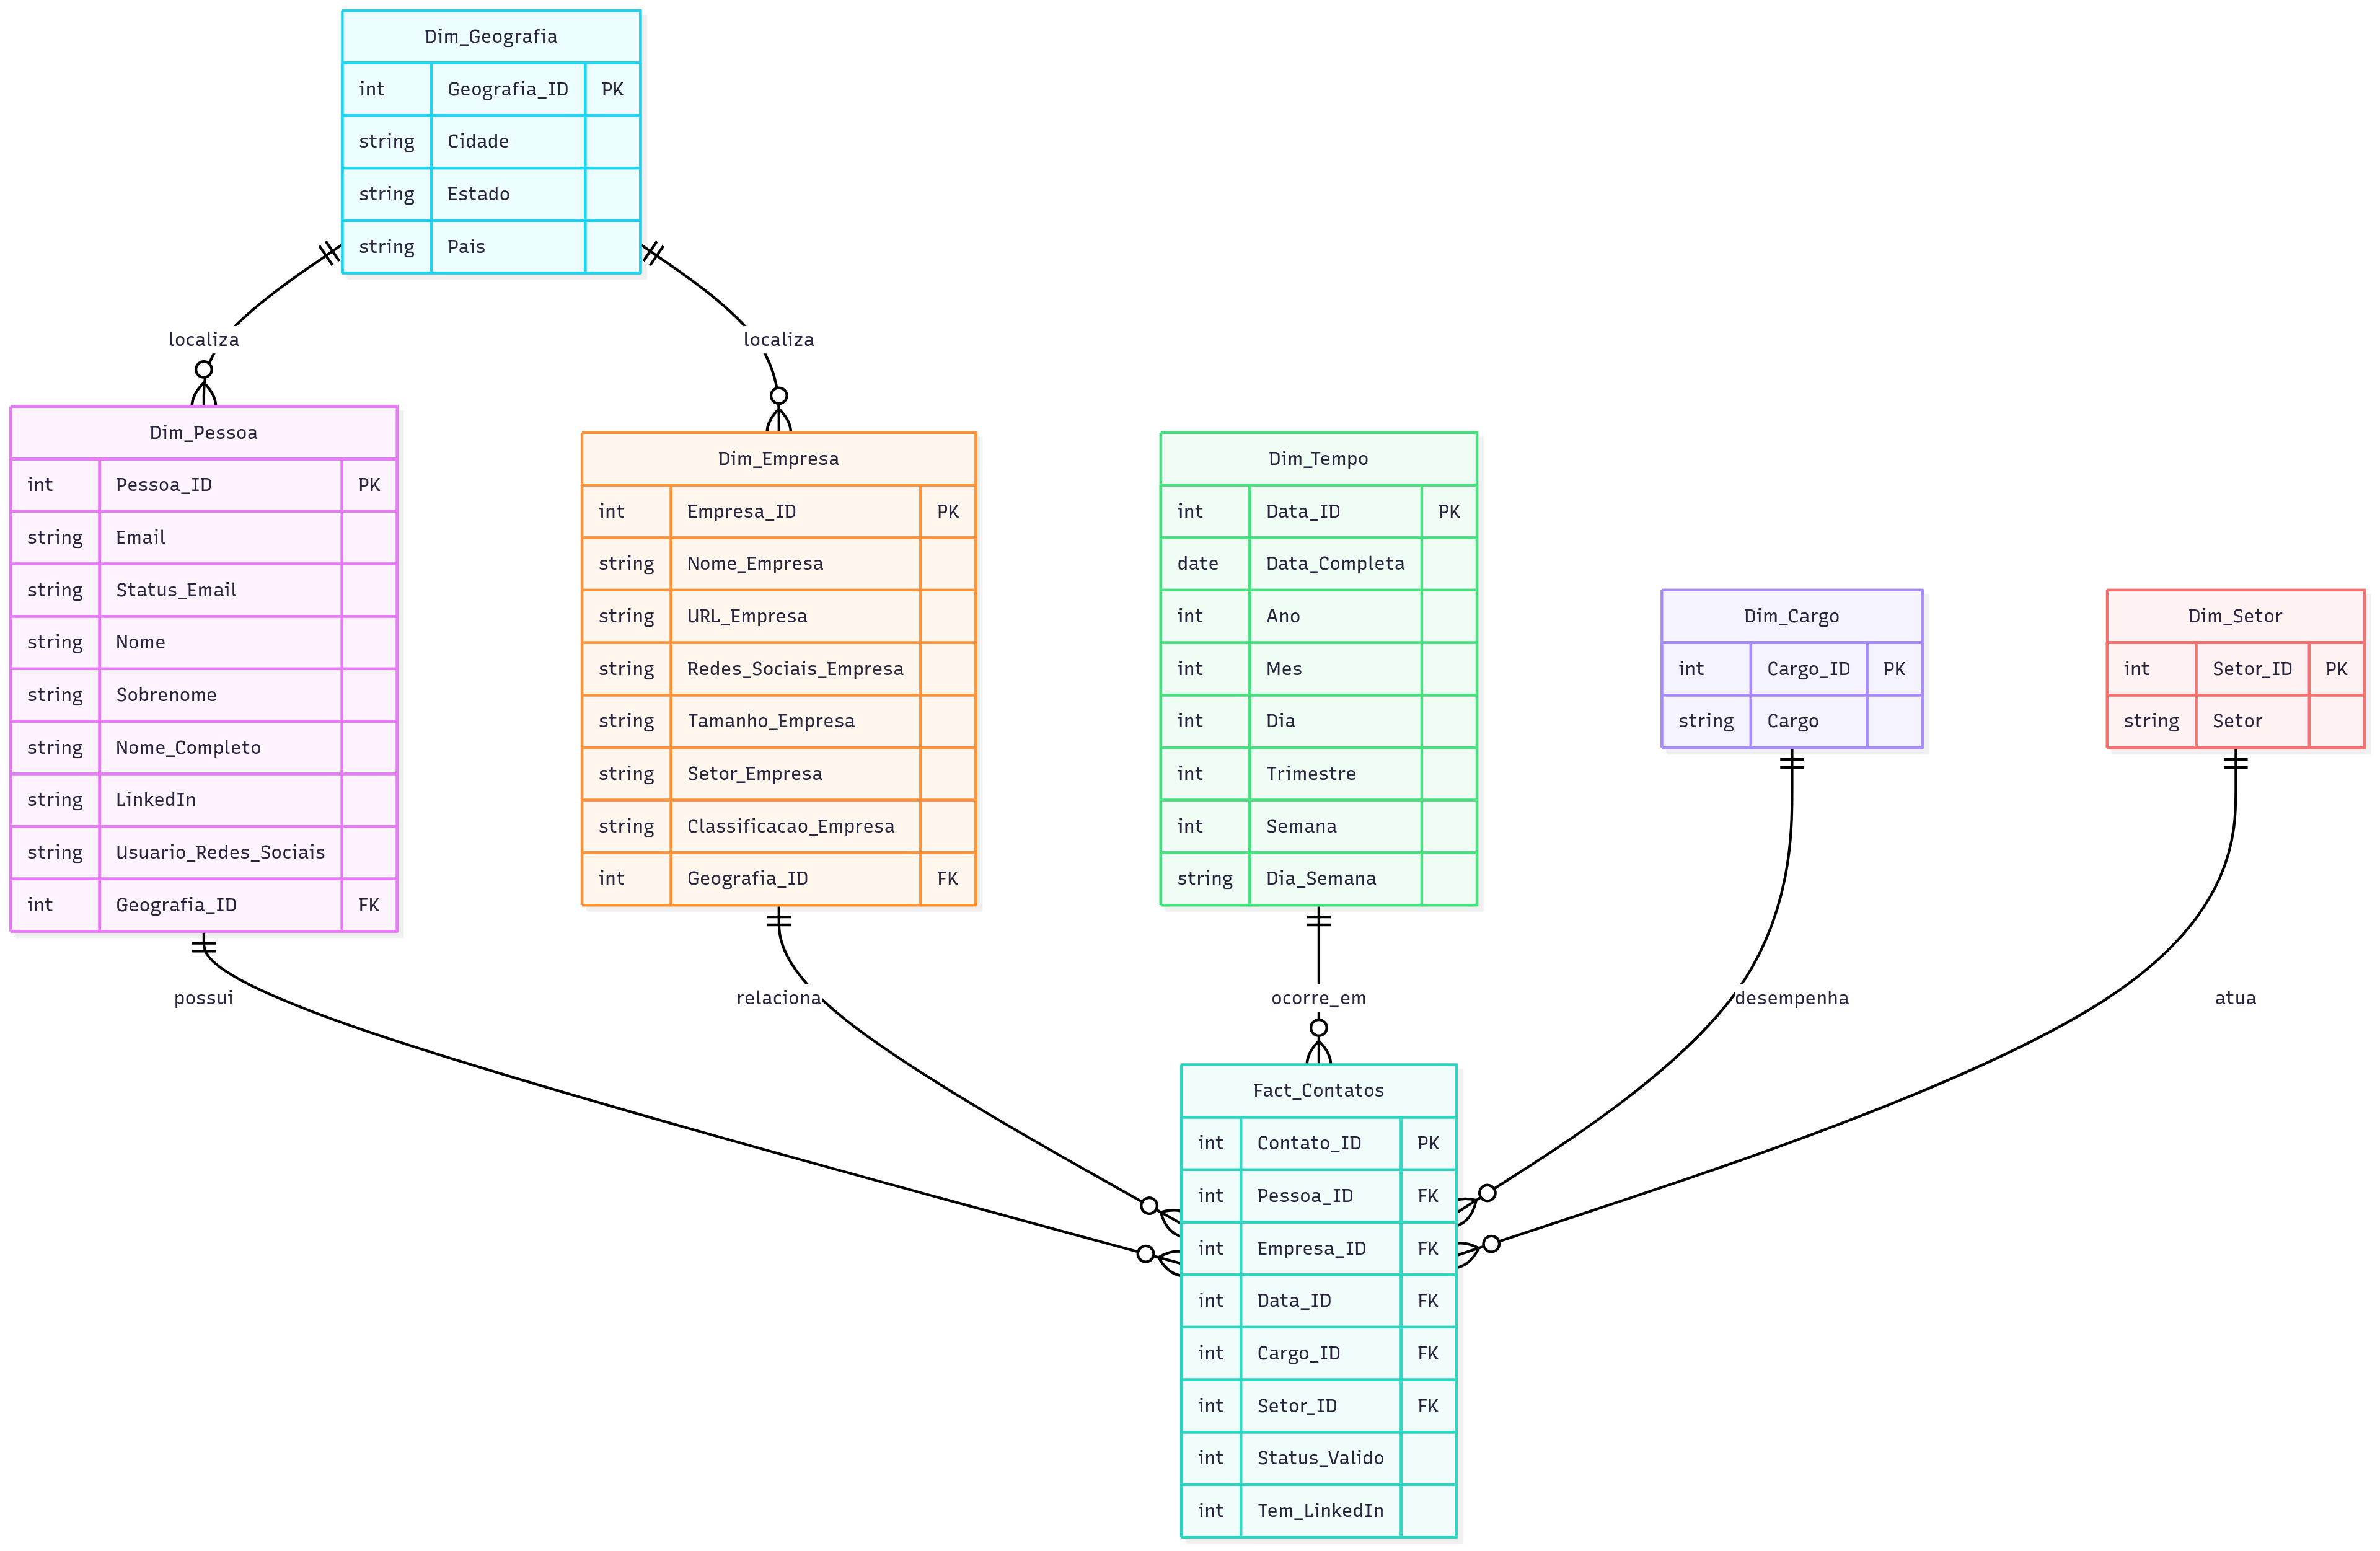 Dim_Geografia
int Geografia_ID PK
string Cidade
string Estado
string Pais
localiza
localiza
Dim_Pessoa
int Pessoa_ID PK
string Email
string Status_Email
string Nome
string Sobrenome
string Nome_Completo
string LinkedIn
string Usuario_Redes_Sociais
int Geografia_ID FK
Dim_Empresa
int Empresa_ID PK
string Nome_Empresa
string URL_Empresa
string Redes_Sociais_Empresa
string Tamanho_Empresa
string Setor_Empresa
string Classificacao_Empresa
int Geografia_ID FK
Dim_Tempo
int Data_ID PK
date Data_Completa
int Ano
int Mes
int Dia
int Trimestre
int Semana
string Dia_Semana
Dim_Cargo
int Cargo_ID PK
string Cargo
Dim_Setor
int Setor_ID PK
string Setor
possui
relaciona
ocorre_em
desempenha
atua
Fact_Contatos
int Contato_ID PK
int Pessoa_ID FK
int Empresa_ID FK
int Data_ID FK
int Cargo_ID FK
int Setor_ID FK
int Status_Valido
int Tem_LinkedIn